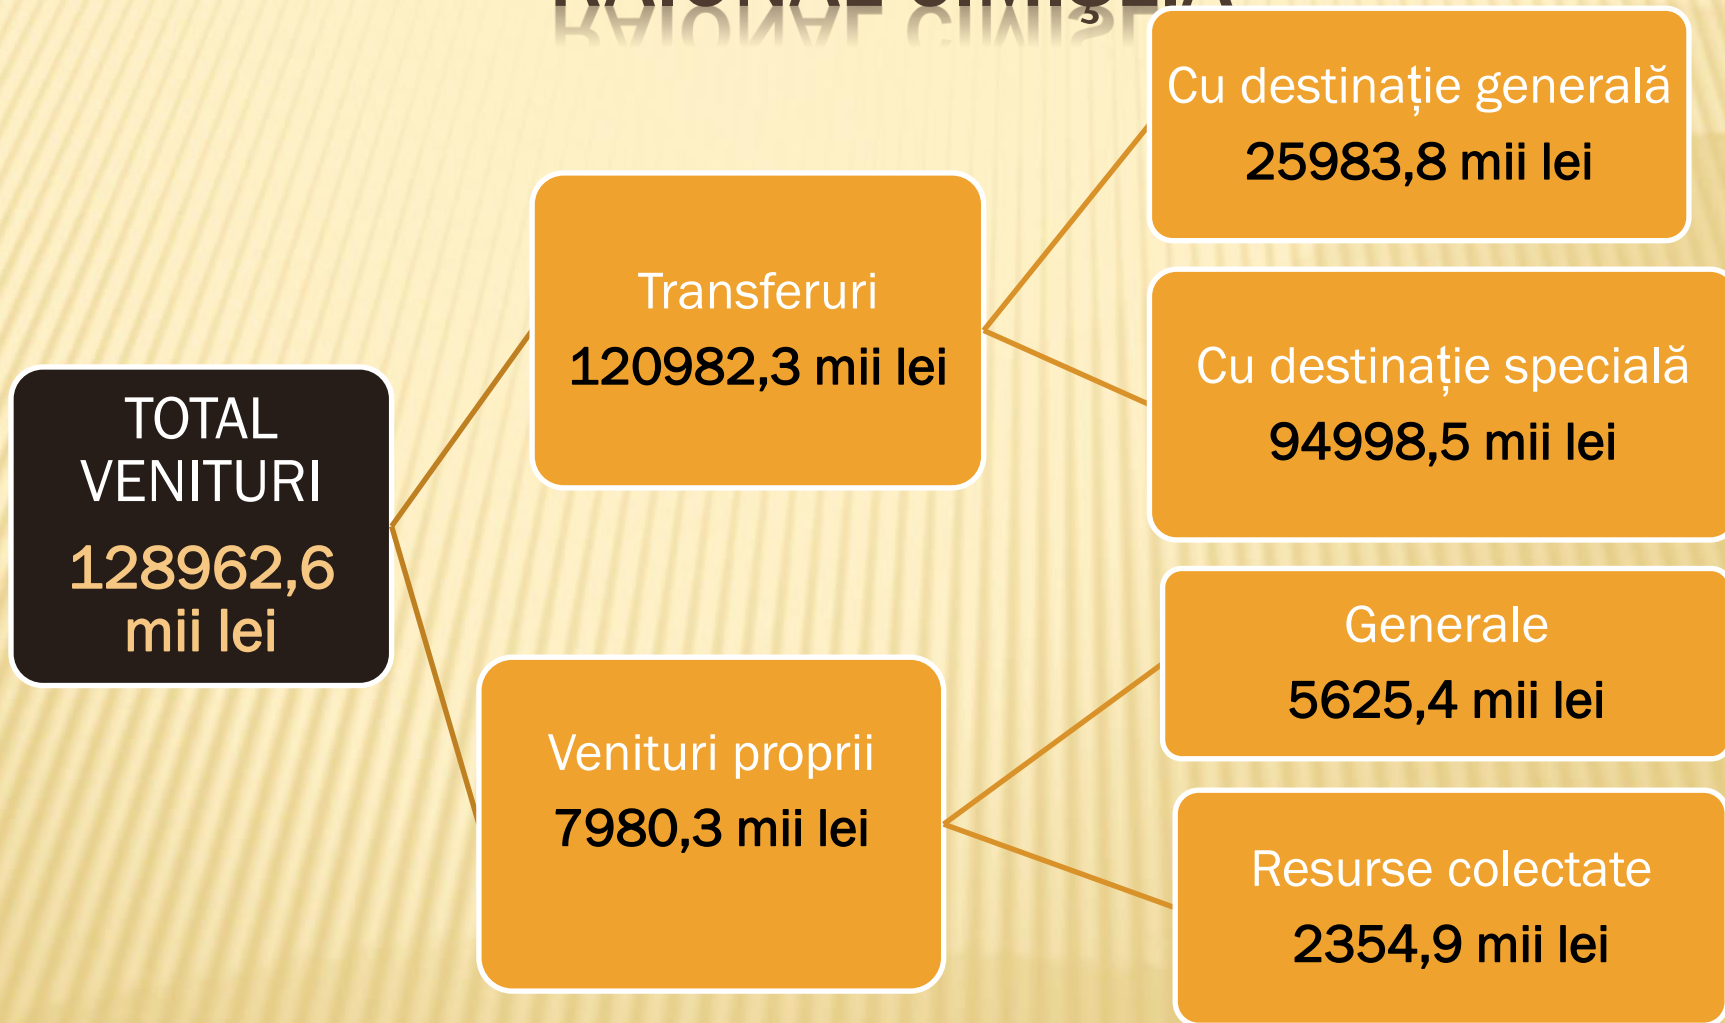 RAIONAL CIMIȘLIA
TOTAL
VENITURI
128962,6
mii lei
Transferuri
120982,3 mii lei
Venituri proprii
7980,3 mii lei
Cu destinație generală
25983,8 mii lei
Cu destinație specială
94998,5 mii lei
Generale
5625,4 mii lei
Resurse colectate
2354,9 mii lei